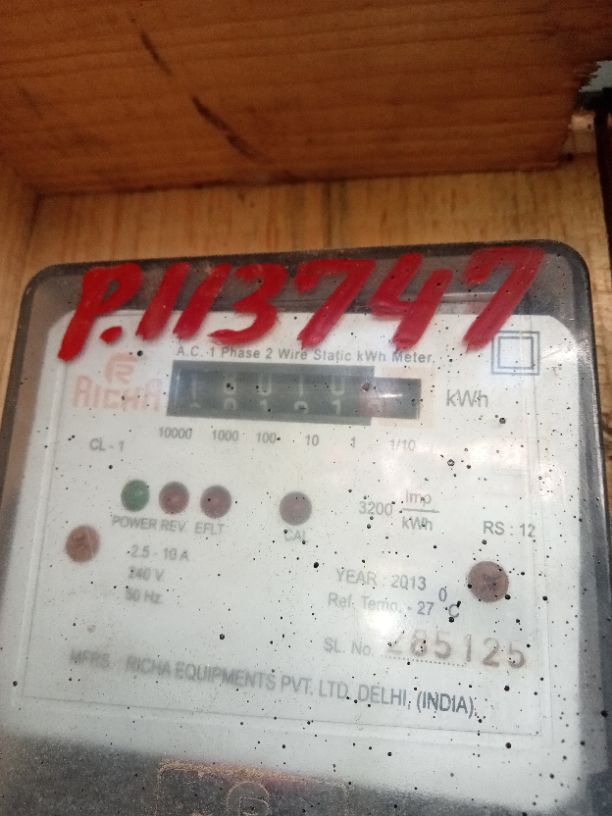 P.113747
A.C. 1 Phase 2 Wire Static kWh Meter.
RICHA
kWh
CL - 1
10000 1000 100 10 1 1/10
POWER REV. EFLT CAL
3200 Imp/kWh
RS : 12
2.5 - 10 A
240 V
50 Hz
YEARː 2013
Ref. Temp. - 27 °C
SL. No. 285125
MFRS. RICHA EQUIPMENTS PVT. LTD. DELHI, (INDIA)